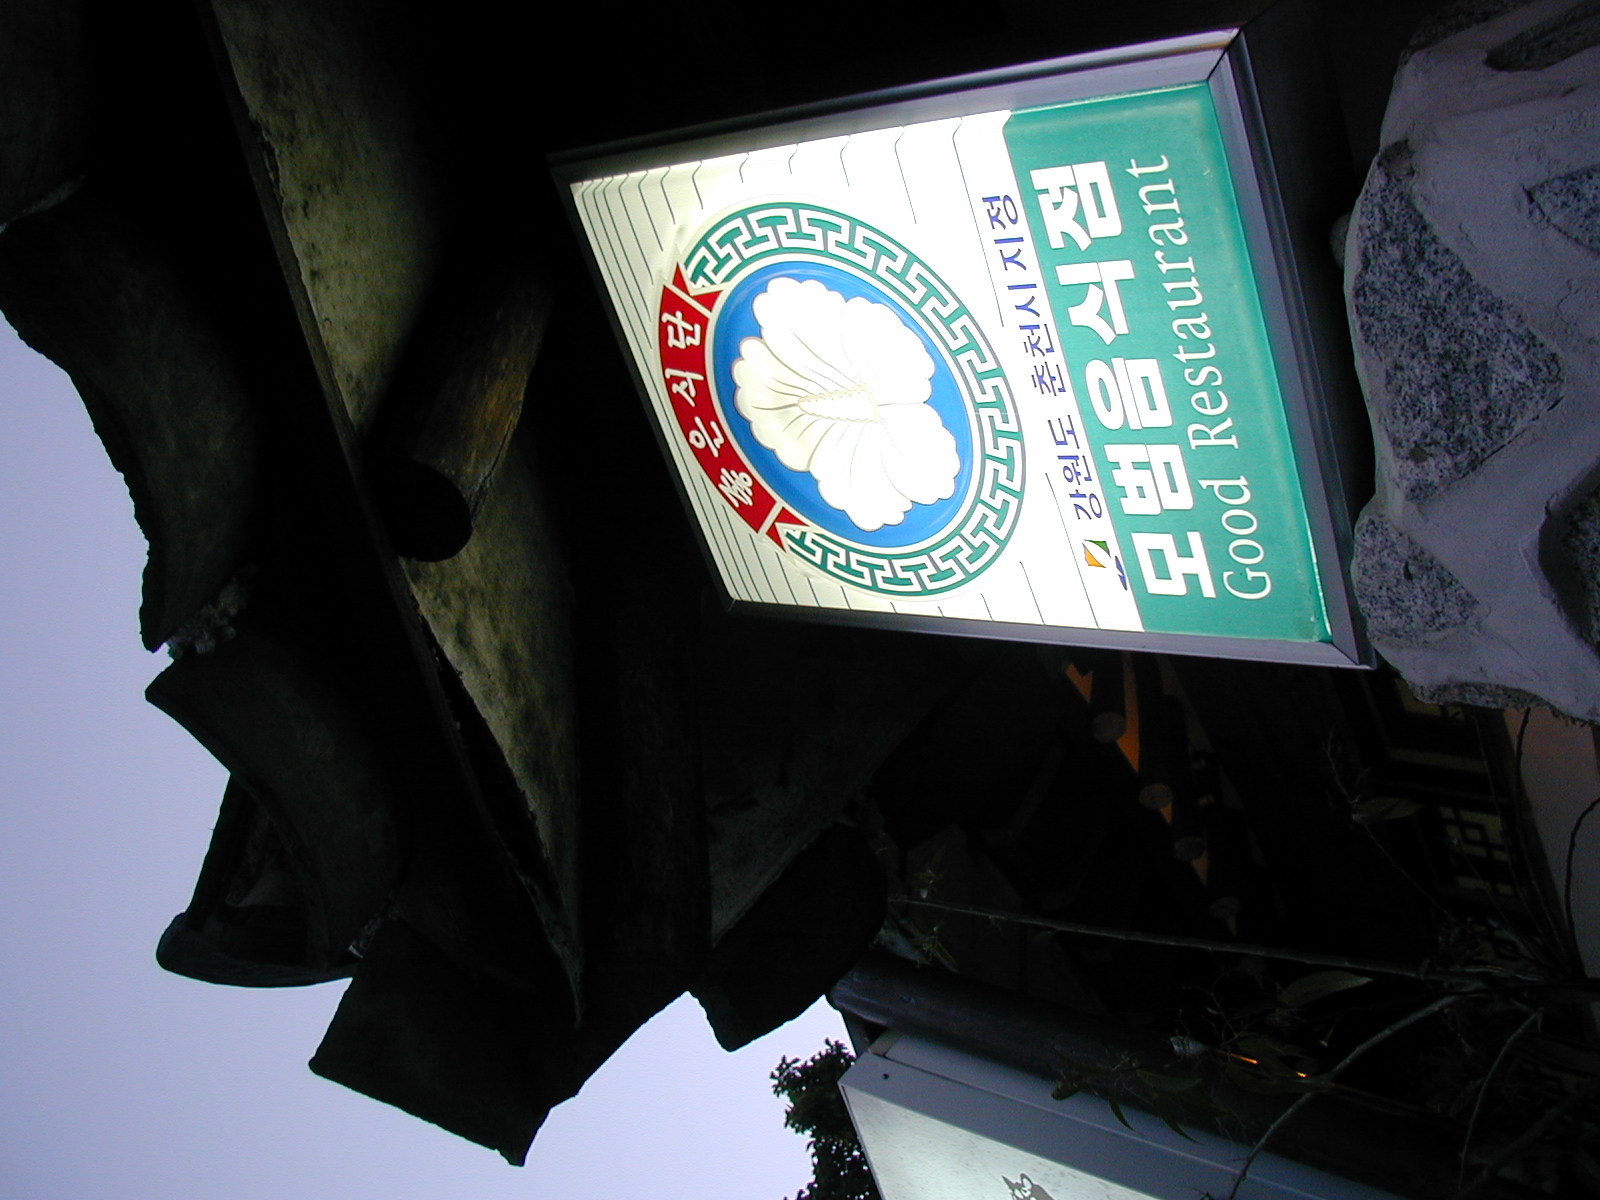 좋은식단
강원도 춘천시 지정
모범음식점
Good Restaurant